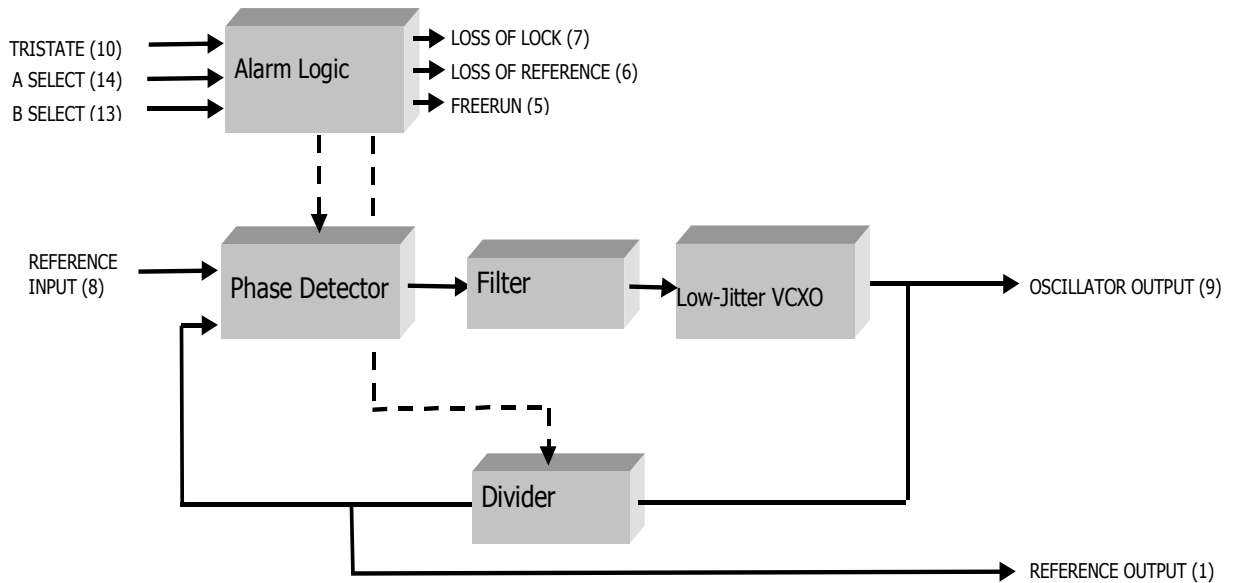 TRISTATE (10)
A SELECT (14)
B SELECT (13)
Alarm Logic
LOSS OF LOCK (7)
LOSS OF REFERENCE (6)
FREERUN (5)
REFERENCE
INPUT (8)
Phase Detector
Filter
Low-Jitter VCXO
OSCILLATOR OUTPUT (9)
Divider
REFERENCE OUTPUT (1)